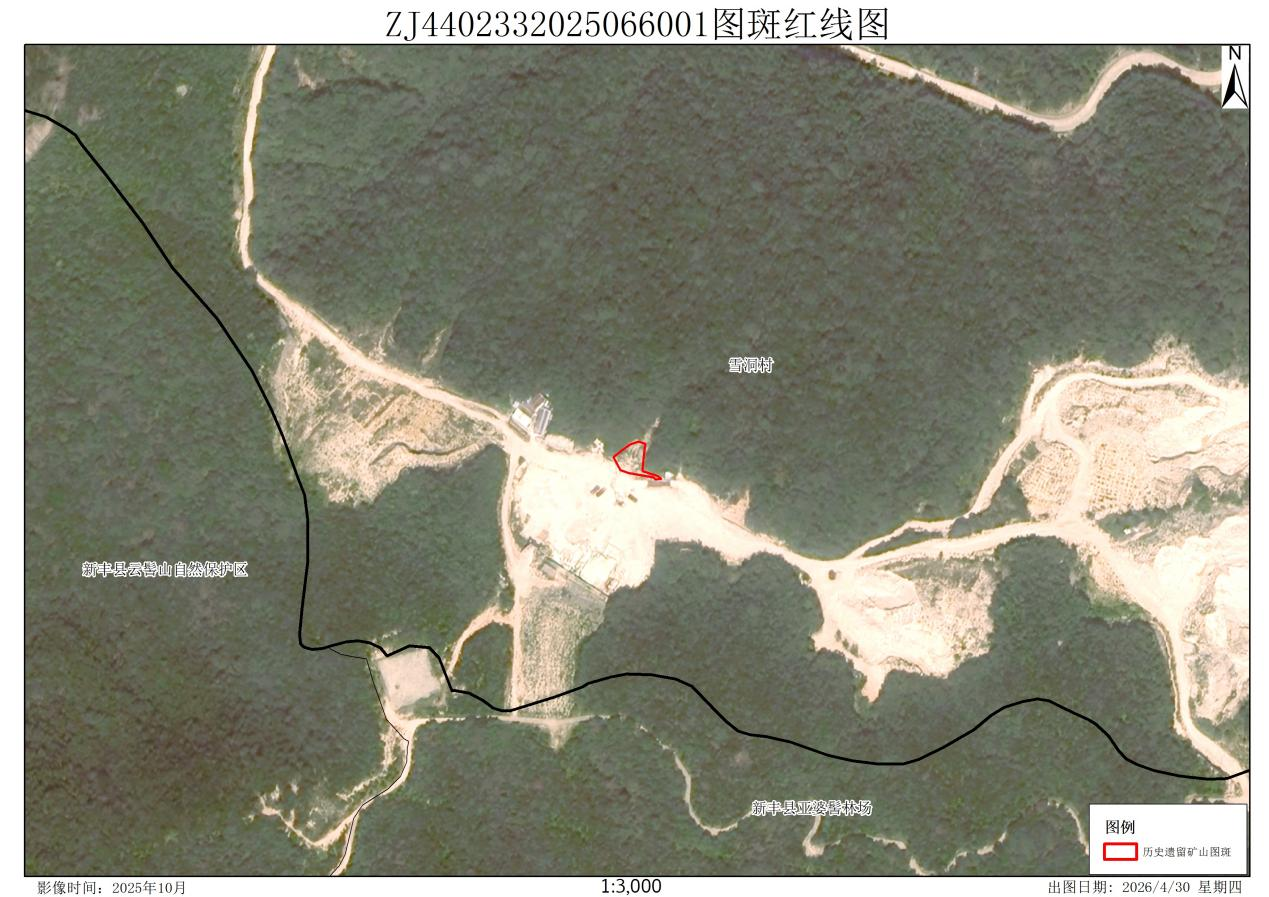 ZJ4402332025066001图斑红线图
N
雪洞村
新丰县云髻山自然保护区
新丰县亚婆髻林场
图例
历史遗留矿山图斑
影像时间：2025年10月
1:3,000
出图日期: 2026/4/30 星期四